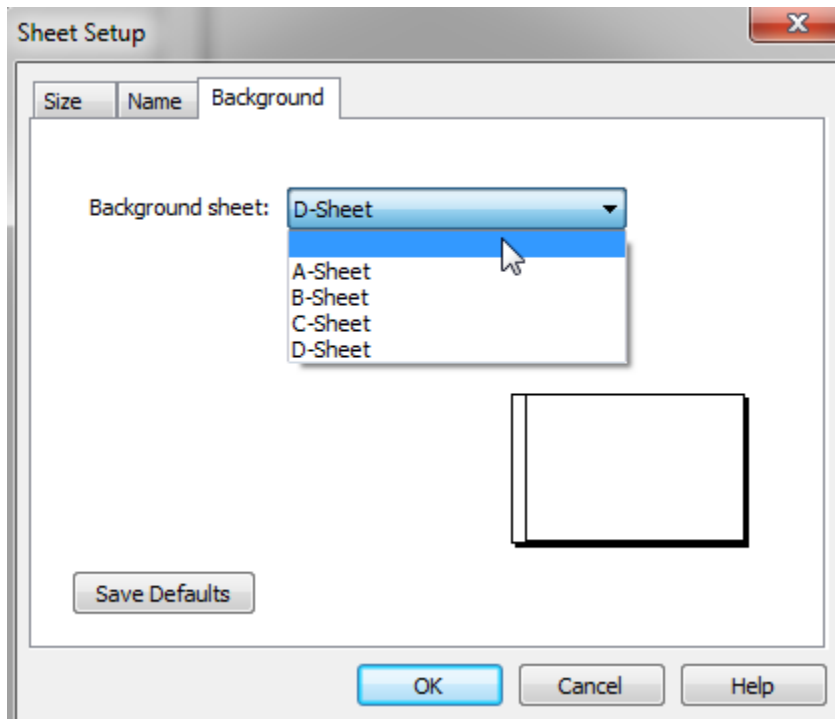 Sheet Setup
Size Name Background
Background sheet: D-Sheet
A-Sheet
B-Sheet
C-Sheet
D-Sheet
Save Defaults
OK Cancel Help